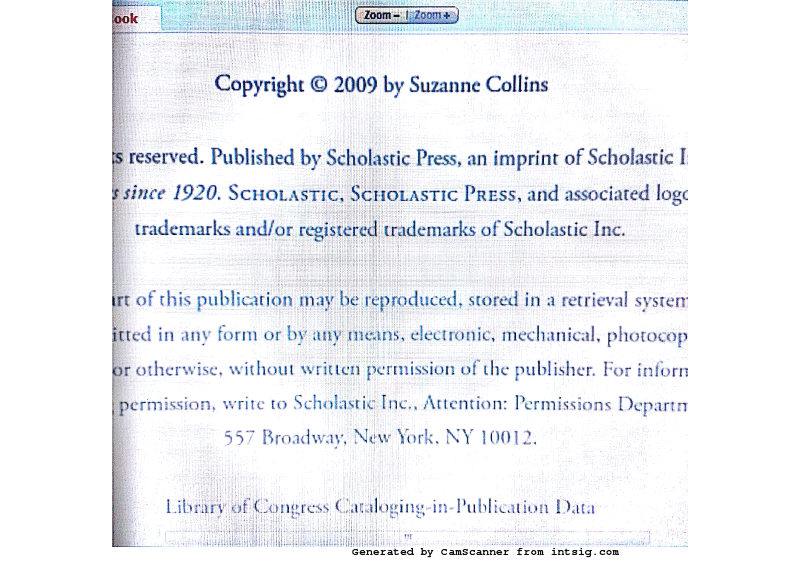 ook
Zoom − | Zoom +
Copyright © 2009 by Suzanne Collins
ts reserved. Published by Scholastic Press, an imprint of Scholastic I
s since 1920. SCHOLASTIC, SCHOLASTIC PRESS, and associated logo
trademarks and/or registered trademarks of Scholastic Inc.
art of this publication may be reproduced, stored in a retrieval system
itted in any form or by any means, electronic, mechanical, photocop
or otherwise, without written permission of the publisher. For inform
permission, write to Scholastic Inc., Attention: Permissions Departm
557 Broadway, New York, NY 10012.
Library of Congress Cataloging-in-Publication Data
Generated by CamScanner from intsig.com